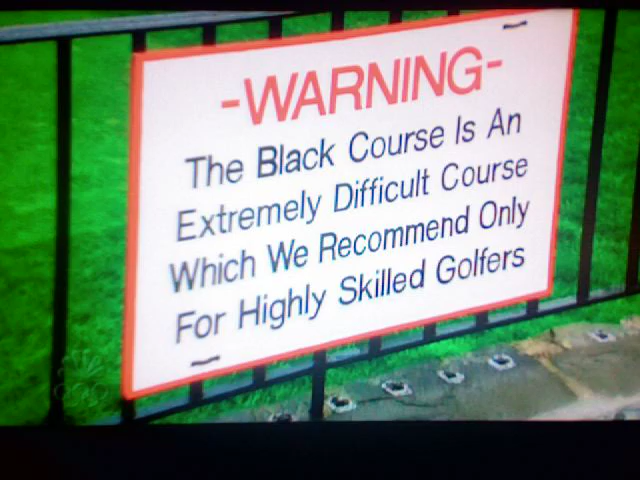 -WARNING-
The Black Course Is An
Extremely Difficult Course
Which We Recommend Only
For Highly Skilled Golfers